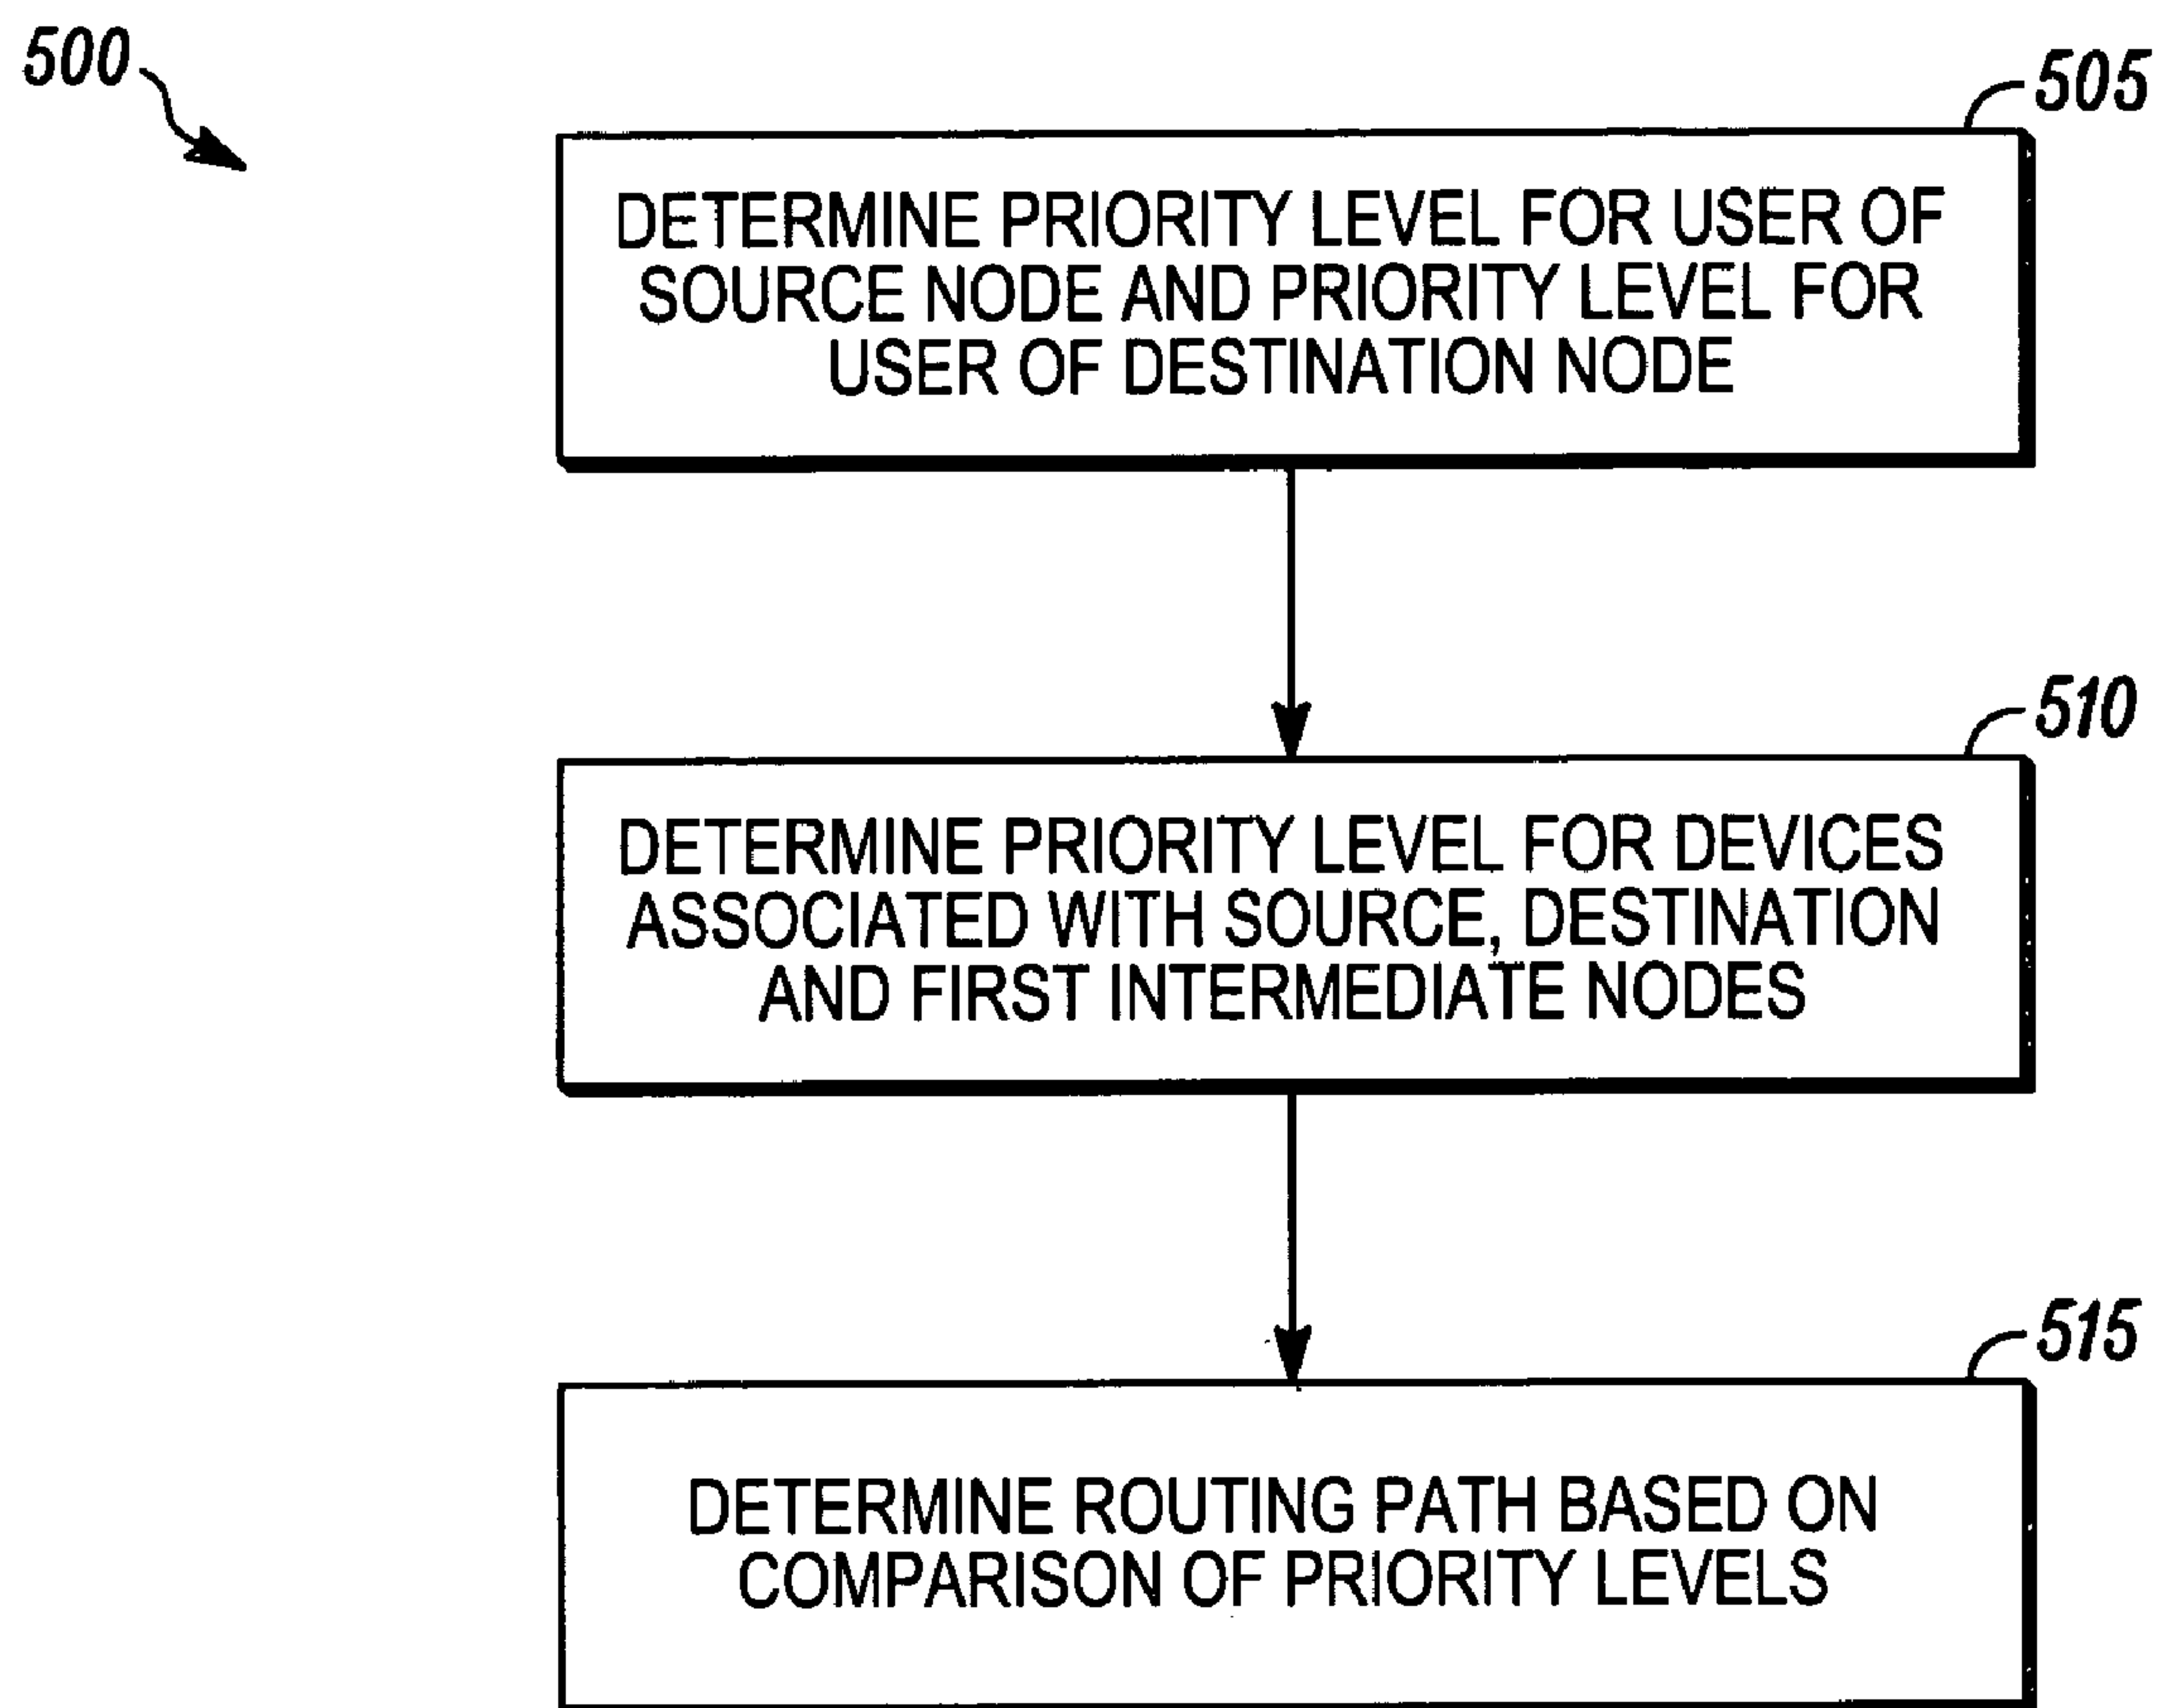 500
505
DETERMINE PRIORITY LEVEL FOR USER OF
SOURCE NODE AND PRIORITY LEVEL FOR
USER OF DESTINATION NODE
510
DETERMINE PRIORITY LEVEL FOR DEVICES
ASSOCIATED WITH SOURCE, DESTINATION
AND FIRST INTERMEDIATE NODES
515
DETERMINE ROUTING PATH BASED ON
COMPARISON OF PRIORITY LEVELS